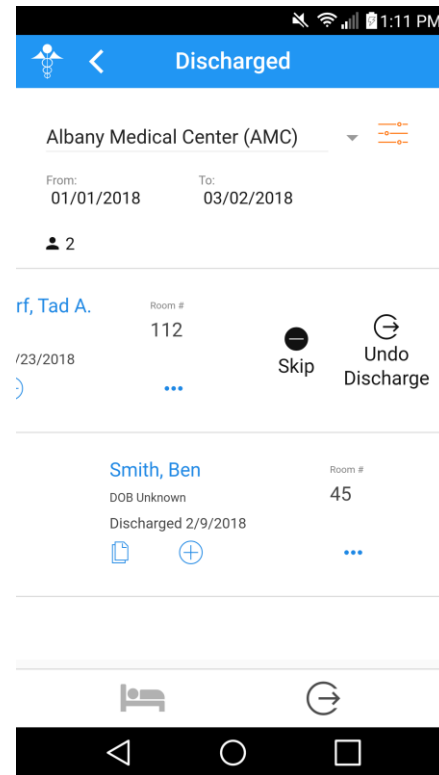 1:11 PM
Discharged
Albany Medical Center (AMC)
From:
To:
01/01/2018
03/02/2018
2
rf, Tad A.
Room #
112
/23/2018
Skip
Undo
Discharge
Smith, Ben
Room #
DOB Unknown
45
Discharged 2/9/2018